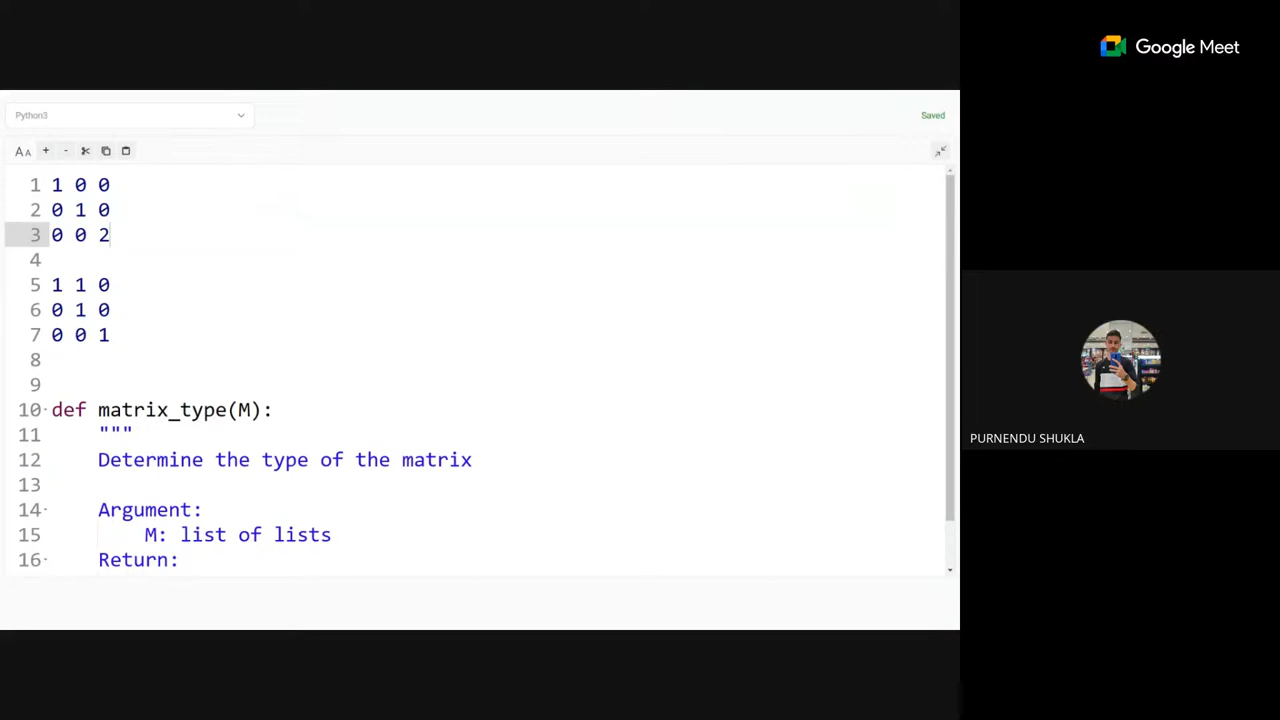 Google Meet
Python3
Saved
AA + -
1 1 0 0
2 0 1 0
3 0 0 2
4
5 1 1 0
6 0 1 0
7 0 0 1
8
9
10 def matrix_type(M):
11 """
12 Determine the type of the matrix
13
14 Argument:
15 M: list of lists
16 Return:
PURNENDU SHUKLA